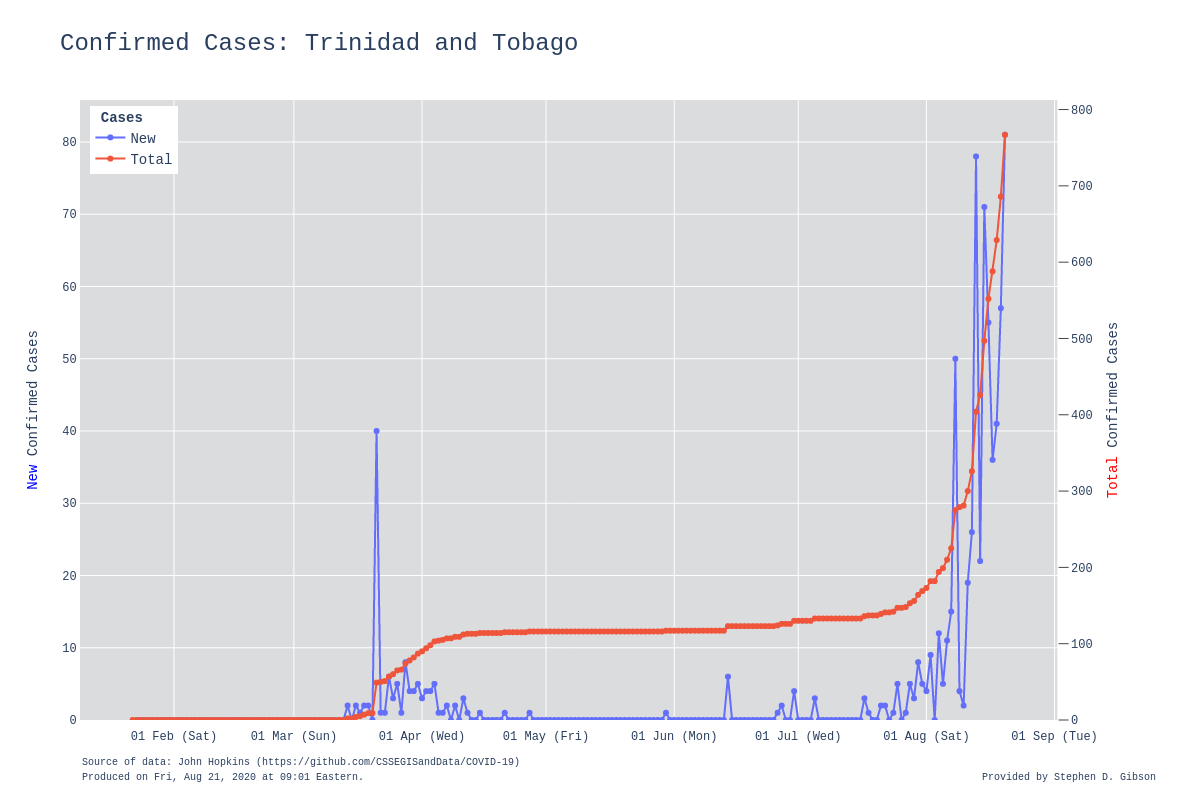 Confirmed Cases: Trinidad and Tobago
Cases
New
Total
80
70
60
50
40
30
20
10
0
New Confirmed Cases
800
700
600
500
400
300
200
100
0
Total Confirmed Cases
01 Feb (Sat) 01 Mar (Sun) 01 Apr (Wed) 01 May (Fri) 01 Jun (Mon) 01 Jul (Wed) 01 Aug (Sat) 01 Sep (Tue)
Source of data: John Hopkins (https://github.com/CSSEGISandData/COVID-19)
Produced on Fri, Aug 21, 2020 at 09:01 Eastern.
Provided by Stephen D. Gibson